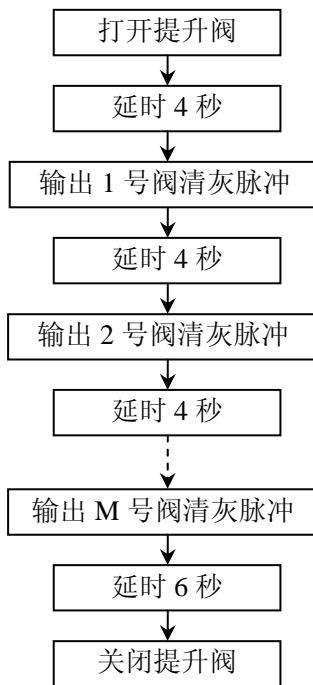 打开提升阀
延时 4 秒
输出 1 号阀清灰脉冲
延时 4 秒
输出 2 号阀清灰脉冲
延时 4 秒
输出 M 号阀清灰脉冲
延时 6 秒
关闭提升阀